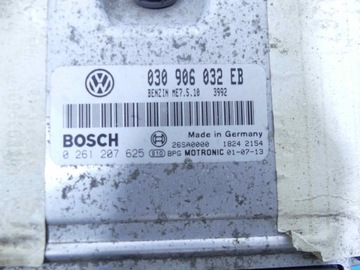 030 906 032 EB
BENZIN ME7.5.10 3992
Made in Germany
BOSCH 26SA0000 1824 2154
0 261 207 625 BPG MOTRONIC 01-07-13